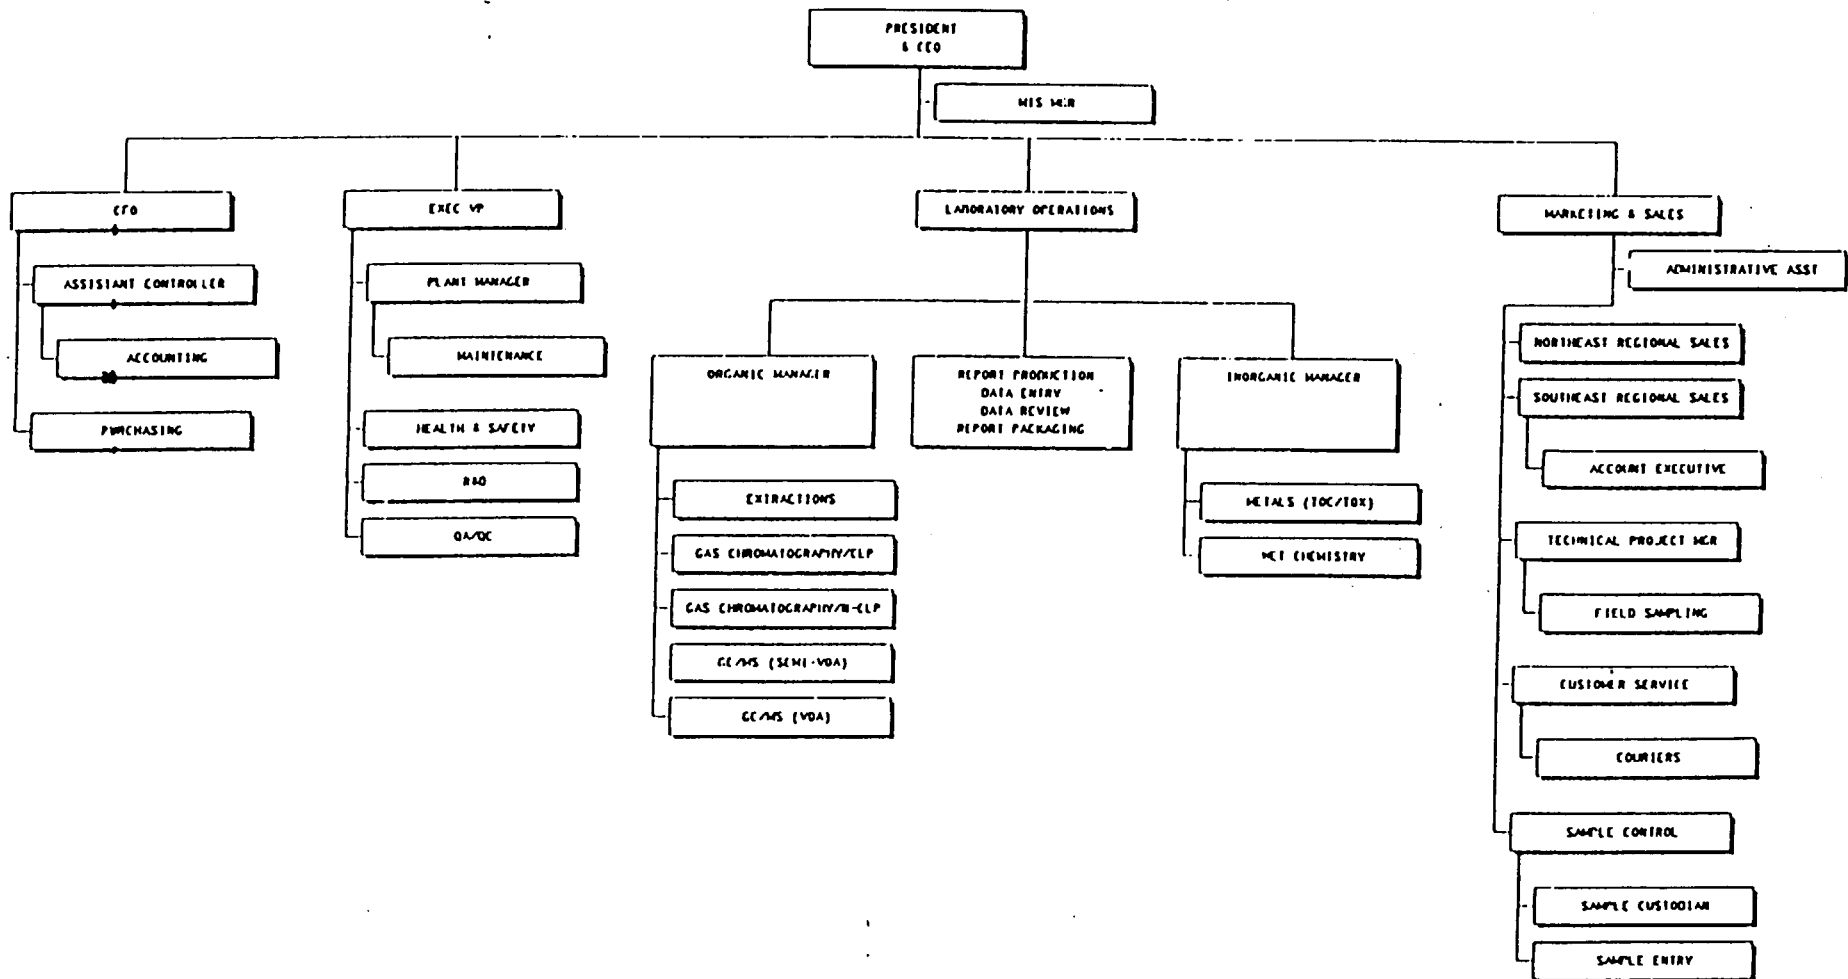 PRESIDENT
& CEO
MIS MGR
CFO
EXEC VP
LABORATORY OPERATIONS
MARKETING & SALES
ADMINISTRATIVE ASST
ASSISTANT CONTROLLER
ACCOUNTING
PURCHASING
PLANT MANAGER
MAINTENANCE
HEALTH & SAFETY
R&D
QA/QC
ORGANIC MANAGER
EXTRACTIONS
GAS CHROMATOGRAPHY/CLP
GAS CHROMATOGRAPHY/N-CLP
GC/MS (SEMI-VOA)
GC/MS (VOA)
REPORT PRODUCTION
DATA ENTRY
DATA REVIEW
REPORT PACKAGING
INORGANIC MANAGER
METALS (TOC/TOX)
WET CHEMISTRY
NORTHEAST REGIONAL SALES
SOUTHEAST REGIONAL SALES
ACCOUNT EXECUTIVE
TECHNICAL PROJECT MGR
FIELD SAMPLING
CUSTOMER SERVICE
COURIERS
SAMPLE CONTROL
SAMPLE CUSTODIAN
SAMPLE ENTRY